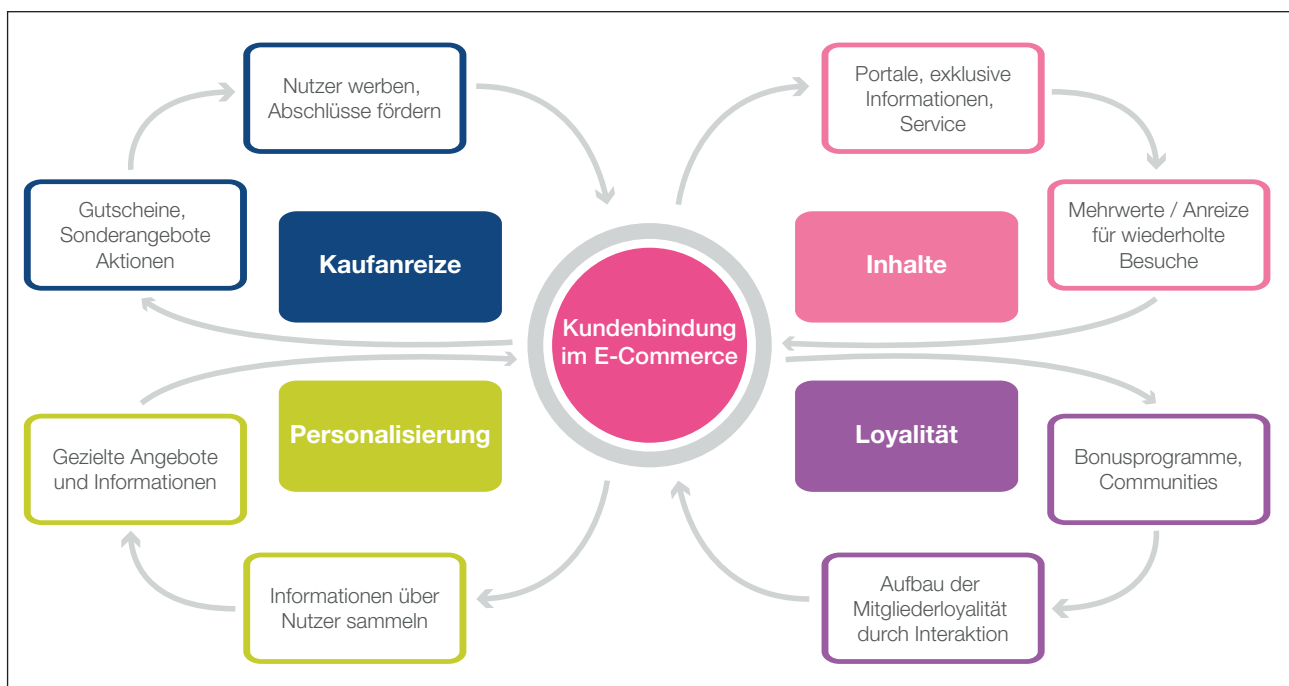 Nutzer werben,
Abschlüsse fördern
Gutscheine,
Sonderangebote
Aktionen
Kaufanreize
Portale, exklusive
Informationen,
Service
Mehrwerte / Anreize
für wiederholte
Besuche
Inhalte
Kundenbindung
im E-Commerce
Personalisierung
Gezielte Angebote
und Informationen
Informationen über
Nutzer sammeln
Loyalität
Bonusprogramme,
Communities
Aufbau der
Mitgliederloyalität
durch Interaktion